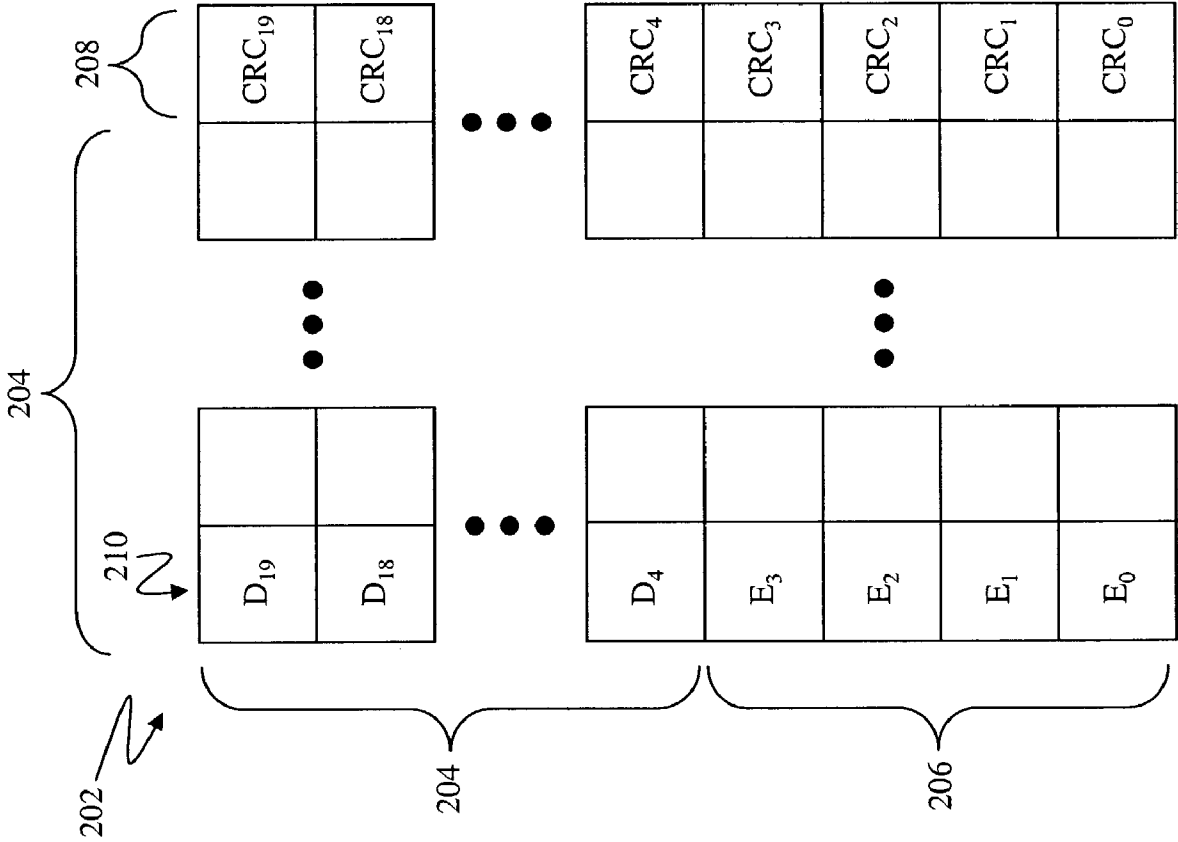 202
210
204
208
204
206
D₁₉
CRC₁₉
D₁₈
CRC₁₈
D₄
CRC₄
E₃
CRC₃
E₂
CRC₂
E₁
CRC₁
E₀
CRC₀